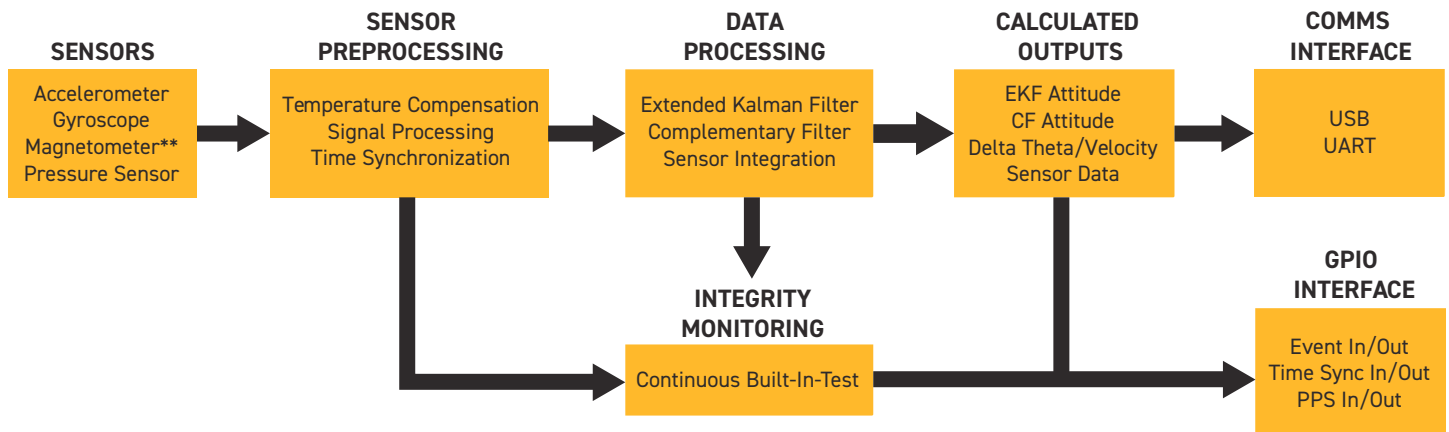 SENSORS
Accelerometer
Gyroscope
Magnetometer**
Pressure Sensor
SENSOR
PREPROCESSING
Temperature Compensation
Signal Processing
Time Synchronization
DATA
PROCESSING
Extended Kalman Filter
Complementary Filter
Sensor Integration
CALCULATED
OUTPUTS
EKF Attitude
CF Attitude
Delta Theta/Velocity
Sensor Data
COMMS
INTERFACE
USB
UART
INTEGRITY
MONITORING
Continuous Built-In-Test
GPIO
INTERFACE
Event In/Out
Time Sync In/Out
PPS In/Out